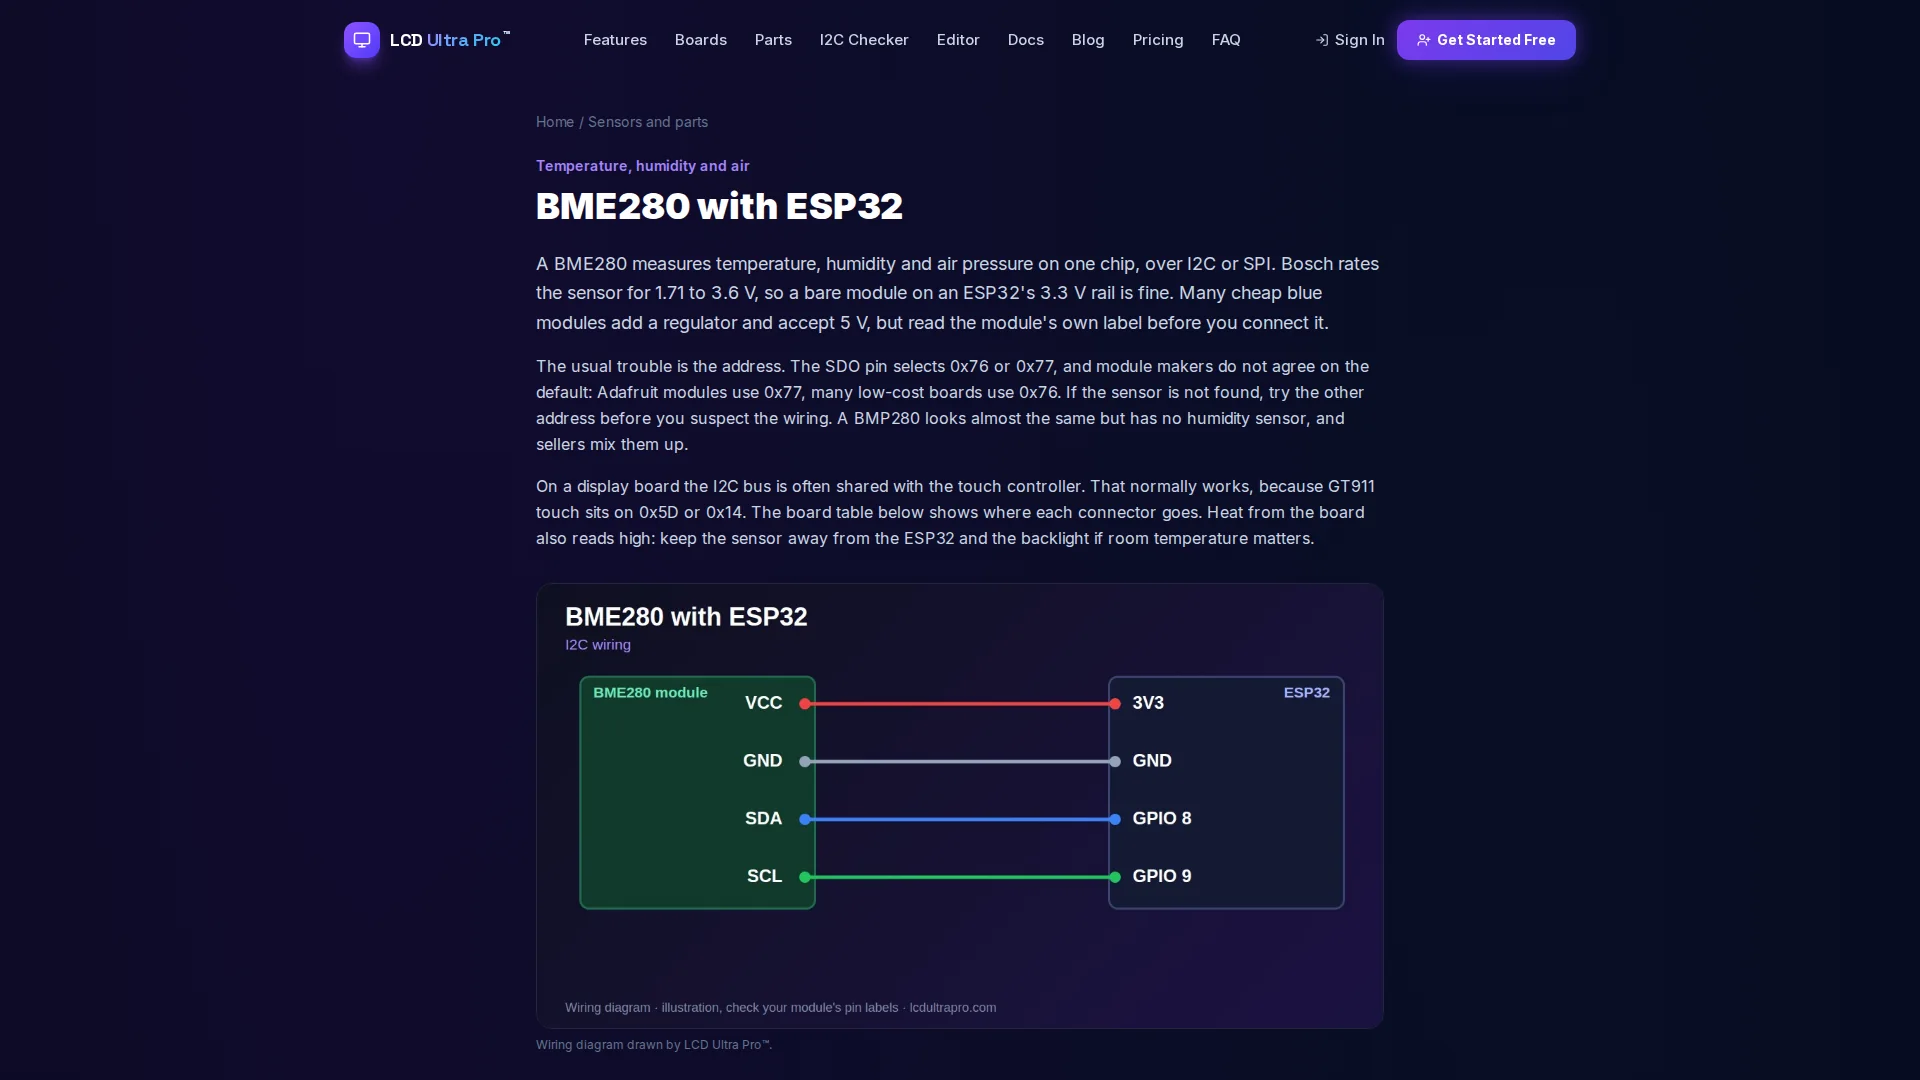 LCD Ultra Pro™
Features
Boards
Parts
I2C Checker
Editor
Docs
Blog
Pricing
FAQ
Sign In
Get Started Free
Home / Sensors and parts
Temperature, humidity and air
BME280 with ESP32
A BME280 measures temperature, humidity and air pressure on one chip, over I2C or SPI. Bosch rates
the sensor for 1.71 to 3.6 V, so a bare module on an ESP32's 3.3 V rail is fine. Many cheap blue
modules add a regulator and accept 5 V, but read the module's own label before you connect it.
The usual trouble is the address. The SDO pin selects 0x76 or 0x77, and module makers do not agree on the
default: Adafruit modules use 0x77, many low-cost boards use 0x76. If the sensor is not found, try the other
address before you suspect the wiring. A BMP280 looks almost the same but has no humidity sensor, and
sellers mix them up.
On a display board the I2C bus is often shared with the touch controller. That normally works, because GT911
touch sits on 0x5D or 0x14. The board table below shows where each connector goes. Heat from the board
also reads high: keep the sensor away from the ESP32 and the backlight if room temperature matters.
BME280 with ESP32
I2C wiring
BME280 module
ESP32
VCC
3V3
GND
GND
SDA
GPIO 8
SCL
GPIO 9
Wiring diagram · illustration, check your module's pin labels · lcdultrapro.com
Wiring diagram drawn by LCD Ultra Pro™.